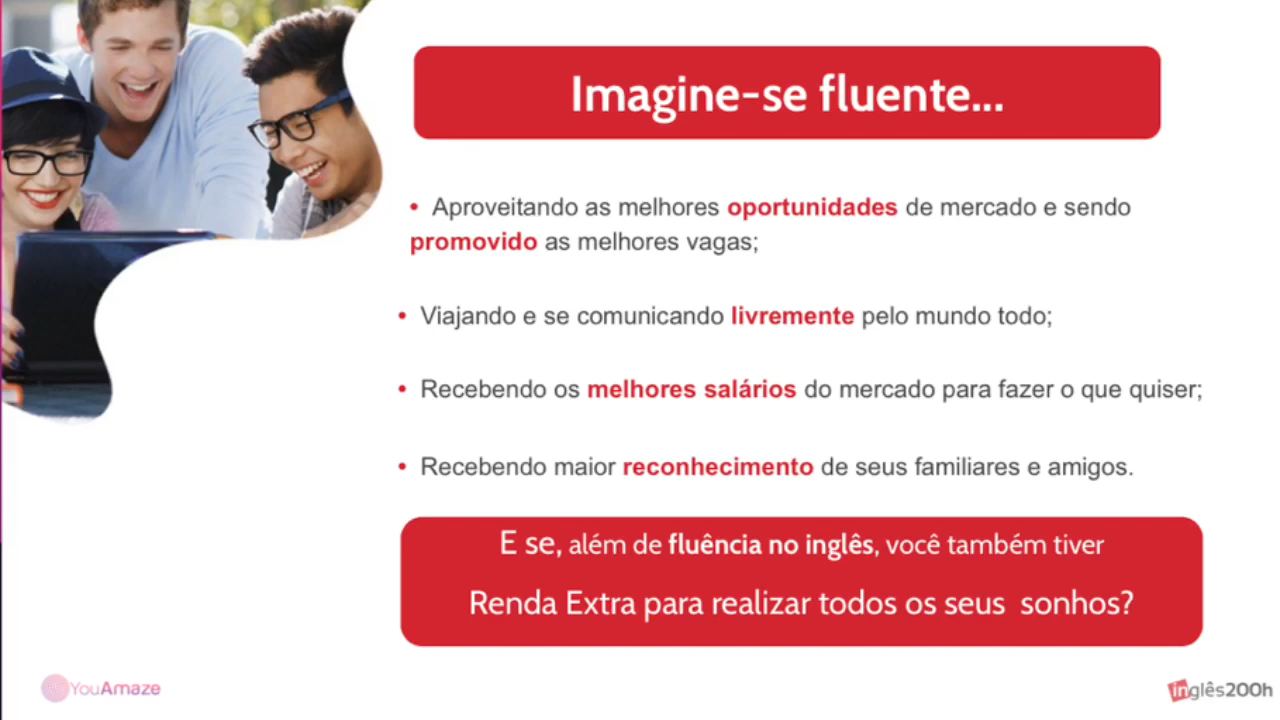 Imagine-se fluente...
• Aproveitando as melhores oportunidades de mercado e sendo
promovido as melhores vagas;
• Viajando e se comunicando livremente pelo mundo todo;
• Recebendo os melhores salários do mercado para fazer o que quiser;
• Recebendo maior reconhecimento de seus familiares e amigos.
E se, além de fluência no inglês, você também tiver
Renda Extra para realizar todos os seus sonhos?
YouAmaze
inglês200h